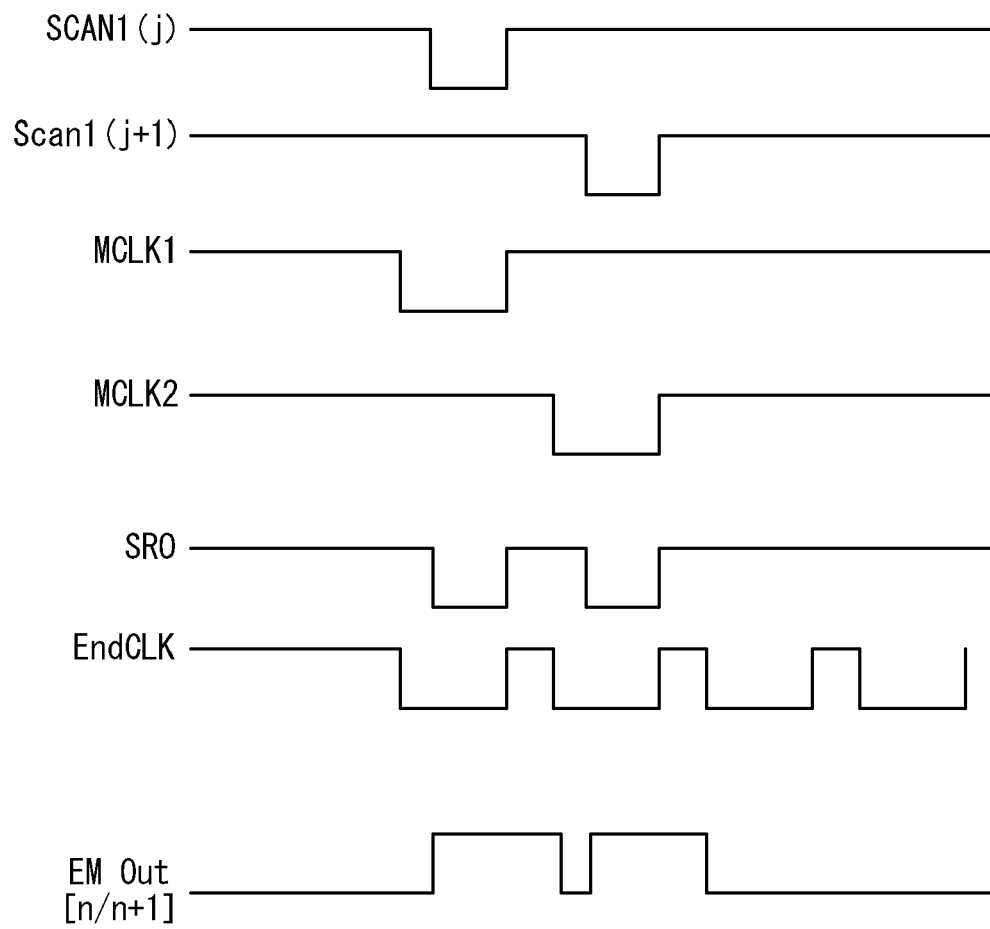 SCAN1(j)
Scan1(j+1)
MCLK1
MCLK2
SRO
EndCLK
EM Out
[n/n+1]